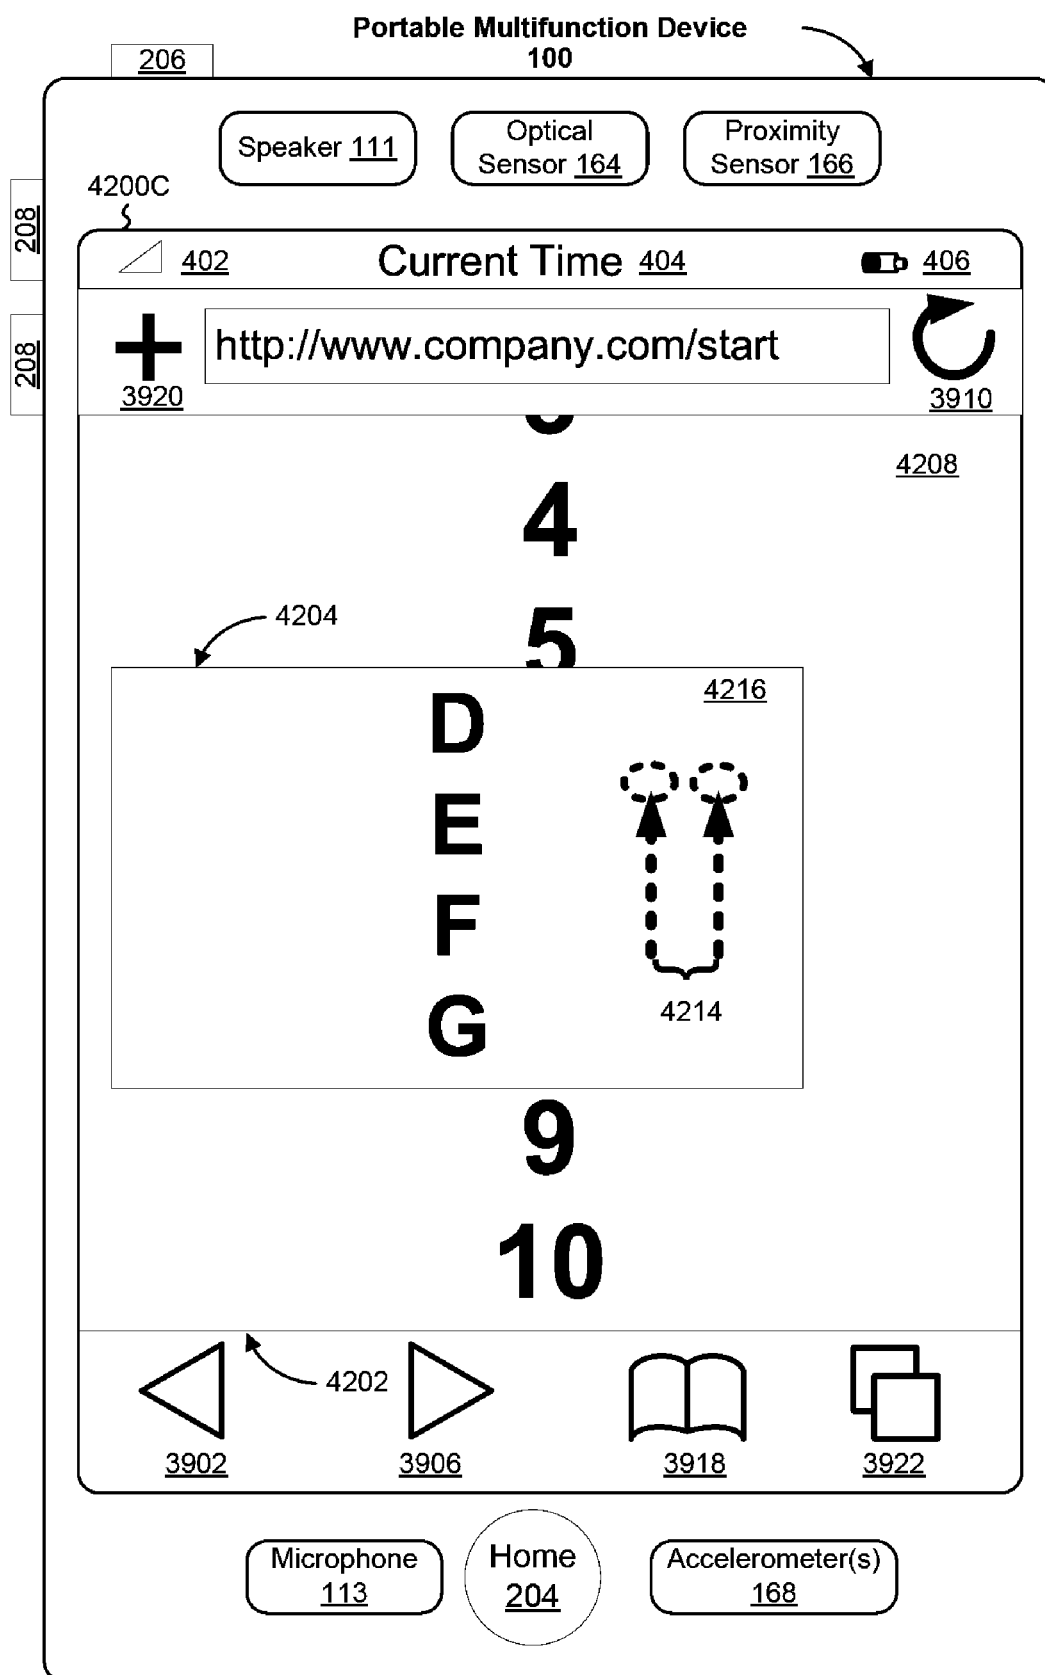 Portable Multifunction Device
100
206
Speaker 111
Optical
Sensor 164
Proximity
Sensor 166
4200C
208
208
402
Current Time 404
406
http://www.company.com/start
3920
3910
4208
4
4204
5
4216
D
E
F
G
4214
9
10
4202
3902
3906
3918
3922
Microphone
113
Home
204
Accelerometer(s)
168